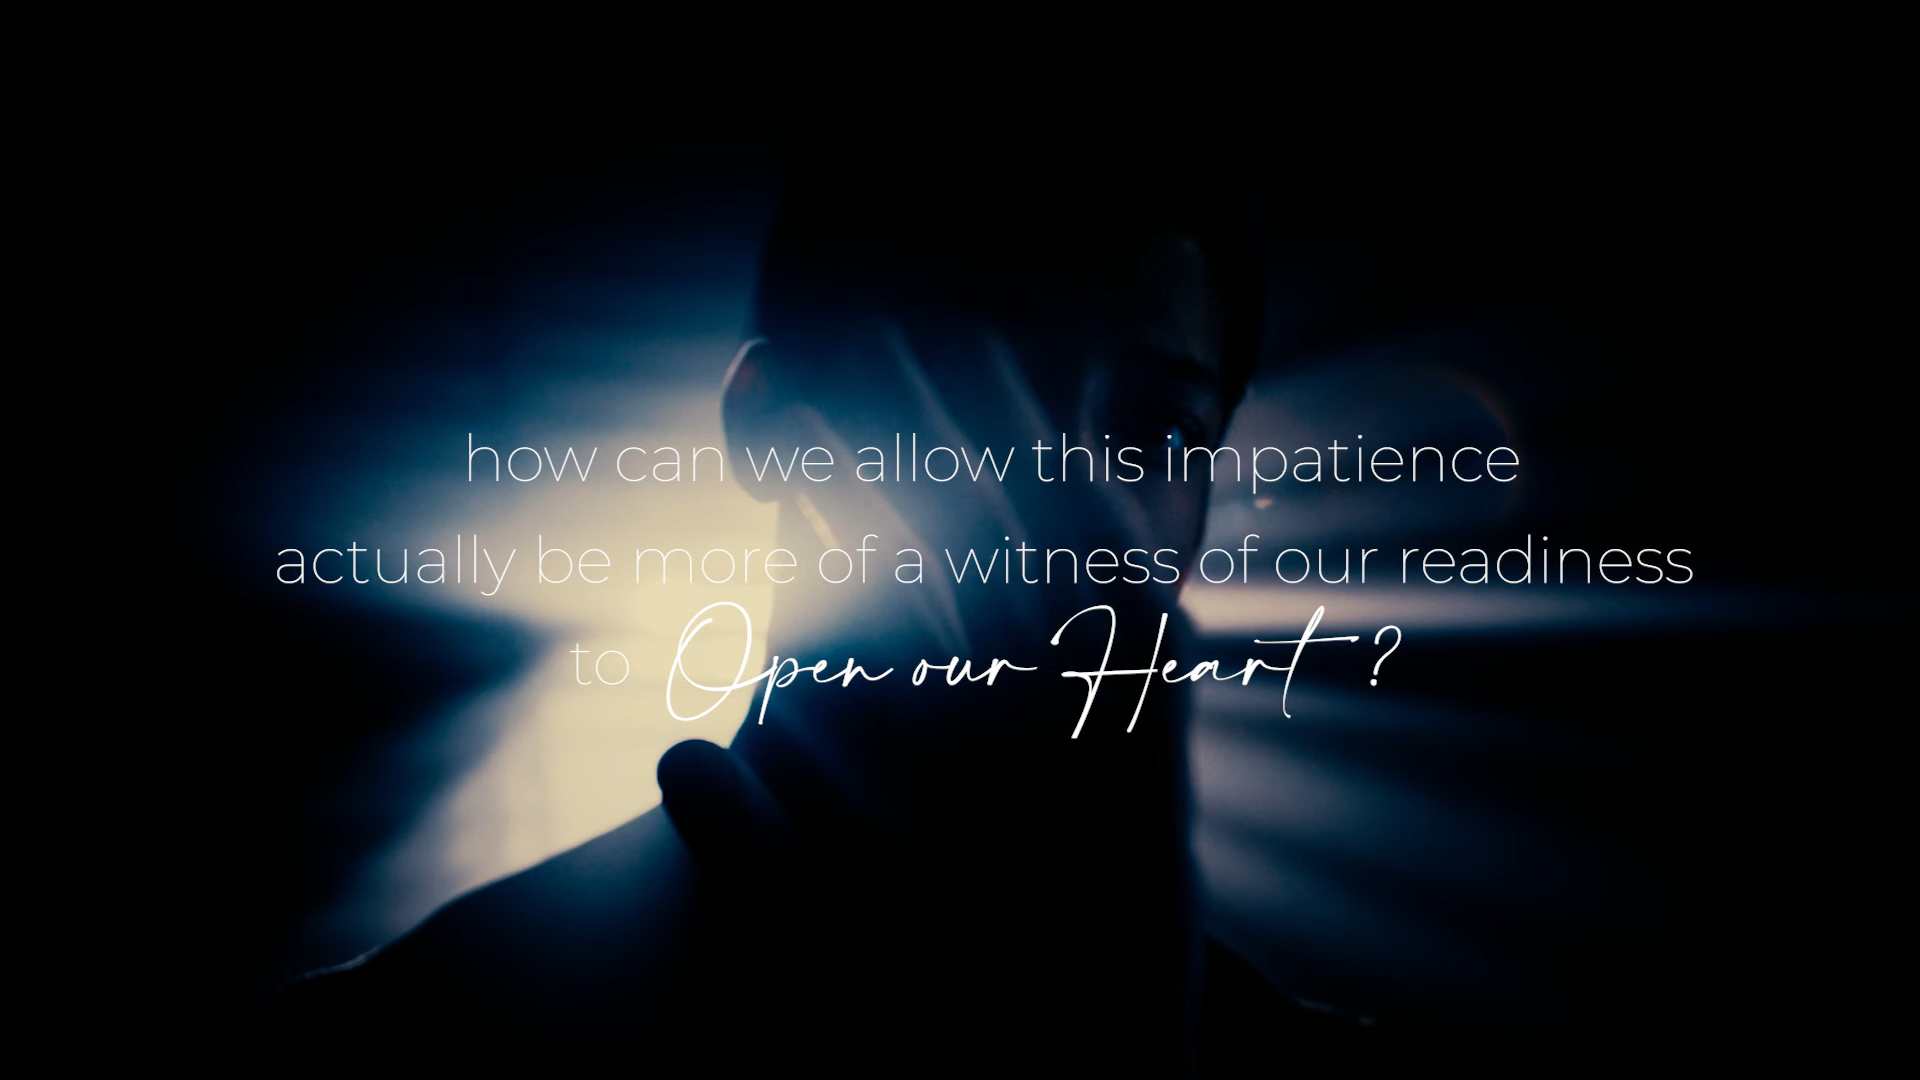 how can we allow this impatience
actually be more of a witness of our readiness
to Open our Heart ?